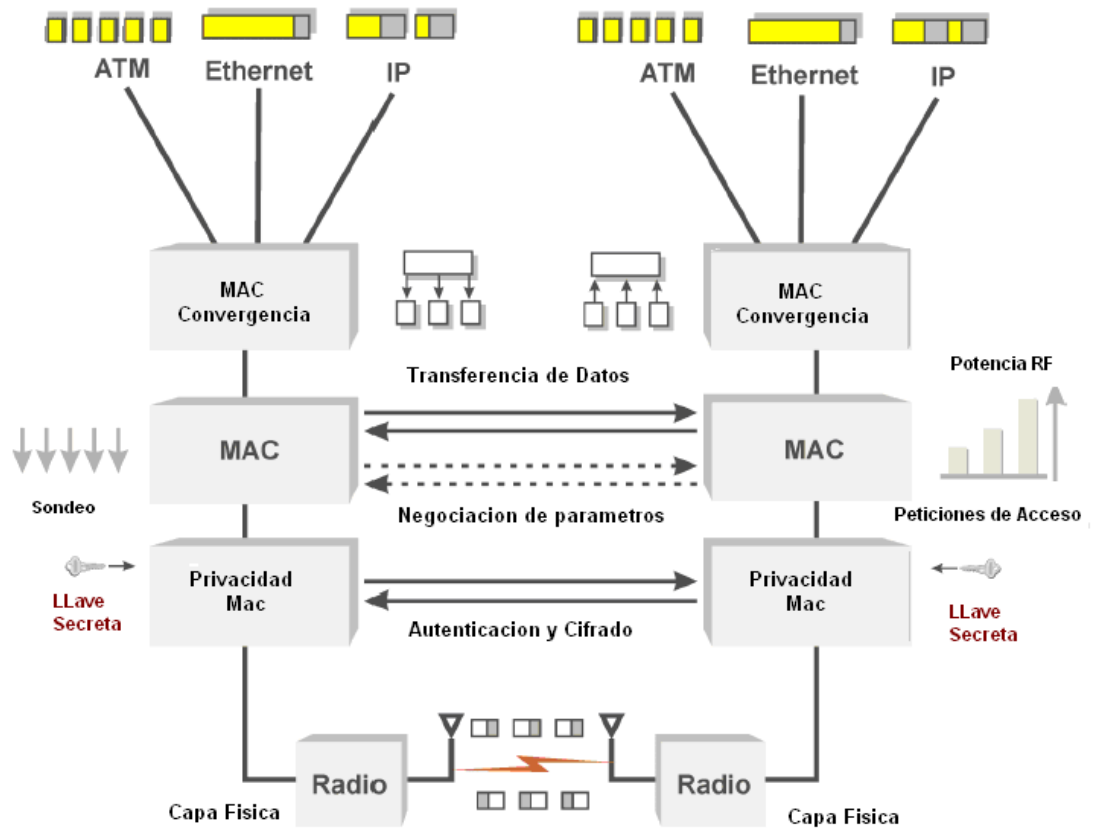 ATM
Ethernet
IP
ATM
Ethernet
IP
MAC
Convergencia
MAC
Convergencia
Transferencia de Datos
Potencia RF
MAC
MAC
Sondeo
Negociacion de parametros
Peticiones de Acceso
Privacidad
Mac
Privacidad
Mac
LLave
Secreta
LLave
Secreta
Autenticacion y Cifrado
Radio
Radio
Capa Fisica
Capa Fisica